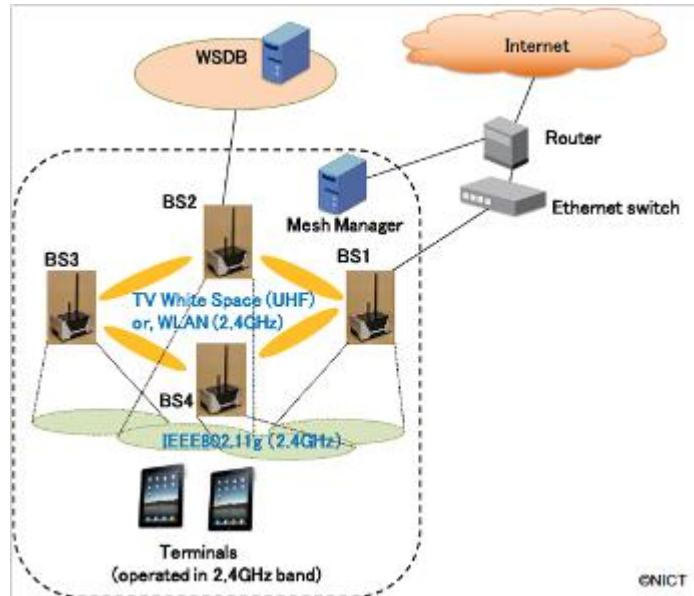 WSDB
Internet
Router
Mesh Manager
Ethernet switch
BS2
BS3
BS1
TV White Space (UHF)
or, WLAN (2,4GHz)
BS4
IEEE802.11g (2.4GHz)
Terminals
(operated in 2,4GHz band)
©NICT